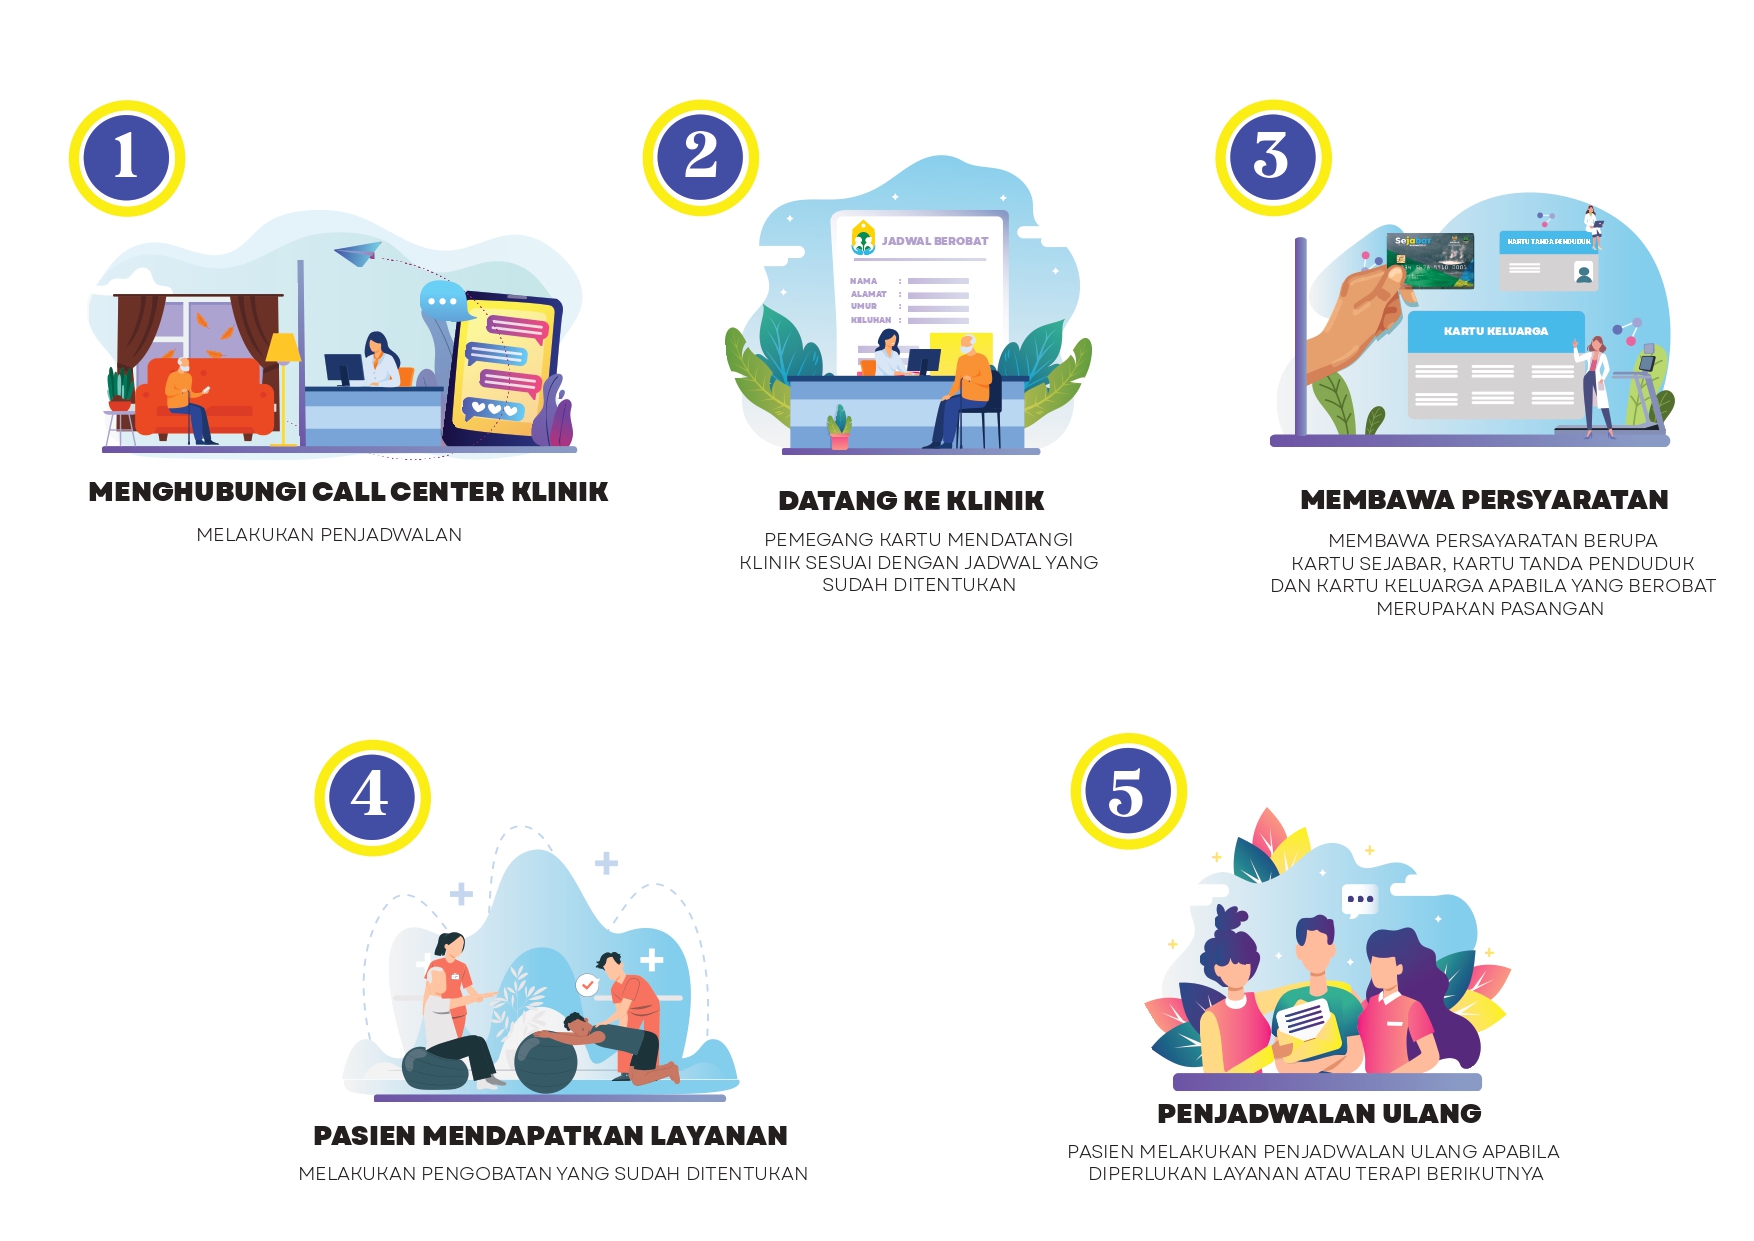 1
MENGHUBUNGI CALL CENTER KLINIK
MELAKUKAN PENJADWALAN
2
JADWAL BEROBAT
NAMA :
ALAMAT :
UMUR :
KELUHAN :
DATANG KE KLINIK
PEMEGANG KARTU MENDATANGI
KLINIK SESUAI DENGAN JADWAL YANG
SUDAH DITENTUKAN
3
Sejabar
KARTU TANDA PENDUDUK
KARTU KELUARGA
MEMBAWA PERSYARATAN
MEMBAWA PERSAYARATAN BERUPA
KARTU SEJABAR, KARTU TANDA PENDUDUK
DAN KARTU KELUARGA APABILA YANG BEROBAT
MERUPAKAN PASANGAN
4
PASIEN MENDAPATKAN LAYANAN
MELAKUKAN PENGOBATAN YANG SUDAH DITENTUKAN
5
PENJADWALAN ULANG
PASIEN MELAKUKAN PENJADWALAN ULANG APABILA
DIPERLUKAN LAYANAN ATAU TERAPI BERIKUTNYA